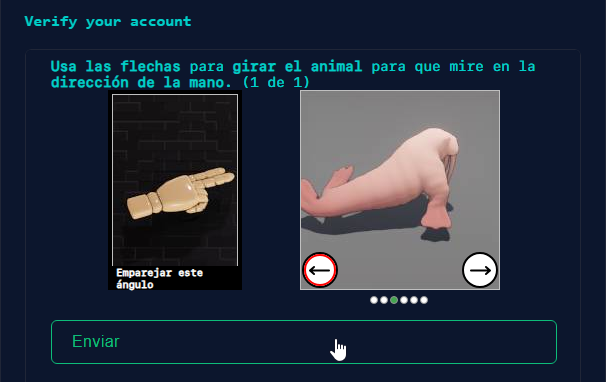 Verify your account
Usa las flechas para girar el animal para que mire en la
dirección de la mano. (1 de 1)
Emparejar este
ángulo
Enviar